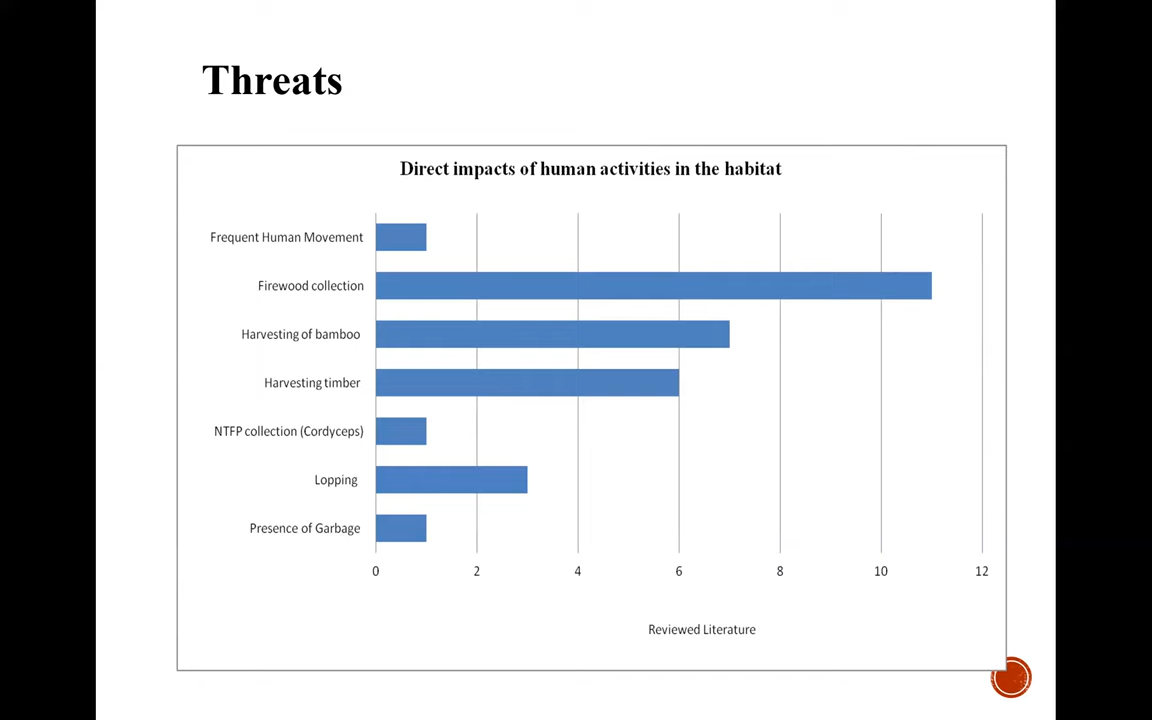 Threats
Direct impacts of human activities in the habitat
Frequent Human Movement
Firewood collection
Harvesting of bamboo
Harvesting timber
NTFP collection (Cordyceps)
Lopping
Presence of Garbage
0 2 4 6 8 10 12
Reviewed Literature